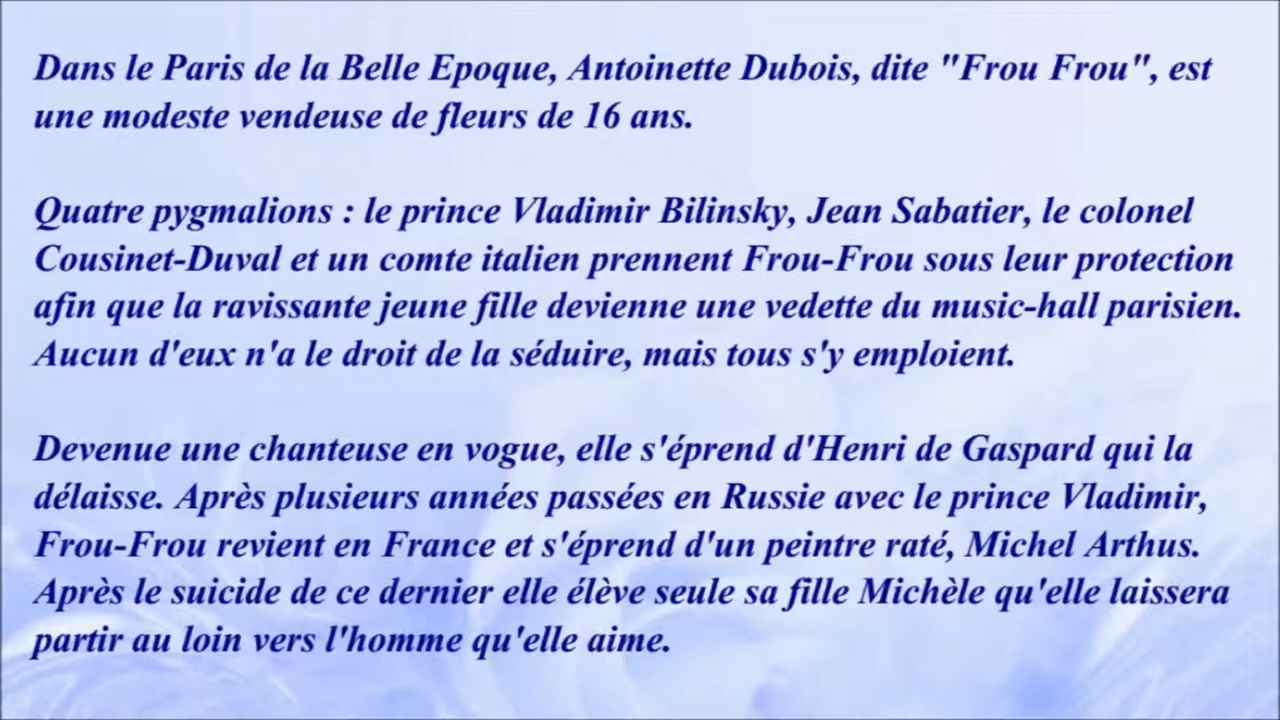 Dans le Paris de la Belle Epoque, Antoinette Dubois, dite "Frou Frou", est
une modeste vendeuse de fleurs de 16 ans.
Quatre pygmalions : le prince Vladimir Bilinsky, Jean Sabatier, le colonel
Cousinet-Duval et un comte italien prennent Frou-Frou sous leur protection
afin que la ravissante jeune fille devienne une vedette du music-hall parisien.
Aucun d'eux n'a le droit de la séduire, mais tous s'y emploient.
Devenue une chanteuse en vogue, elle s'éprend d'Henri de Gaspard qui la
délaisse. Après plusieurs années passées en Russie avec le prince Vladimir,
Frou-Frou revient en France et s'éprend d'un peintre raté, Michel Arthus.
Après le suicide de ce dernier elle élève seule sa fille Michèle qu'elle laissera
partir au loin vers l'homme qu'elle aime.